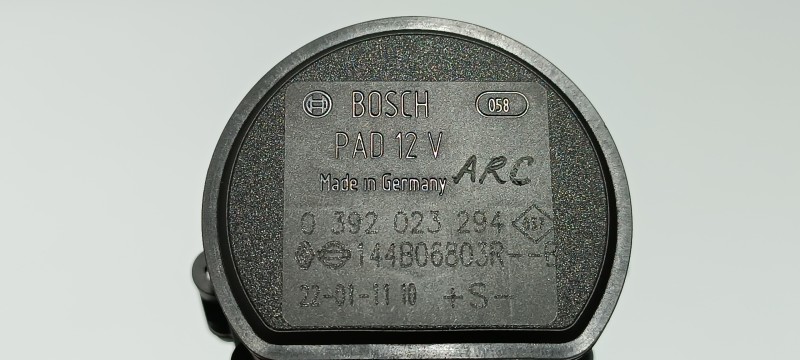 BOSCH 058
PAD 12 V
Made in Germany ARC
0 392 023 294
144B06803R--B
22-01-11 10 +S-